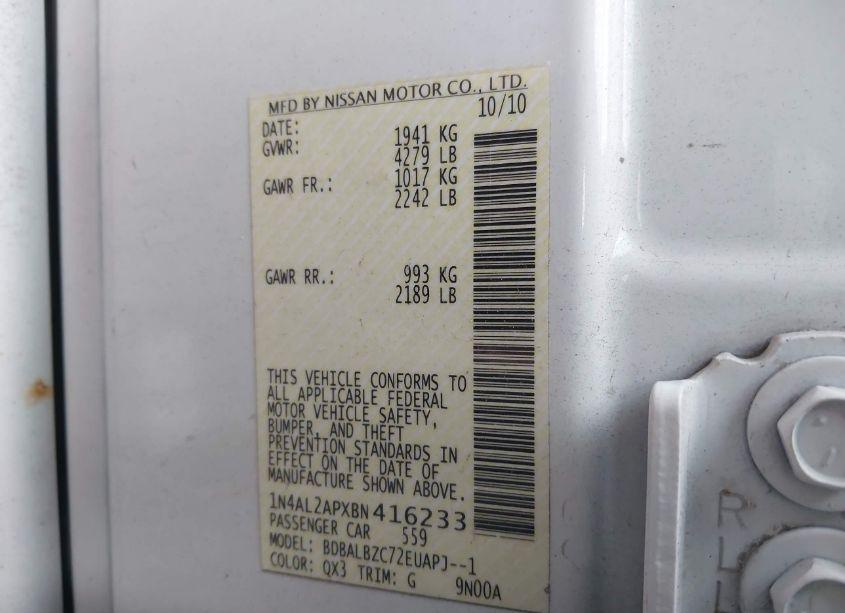 MFD BY NISSAN MOTOR CO., LTD.
DATE: 10/10
GVWR: 1941 KG
4279 LB
GAWR FR.: 1017 KG
2242 LB
GAWR RR.: 993 KG
2189 LB
THIS VEHICLE CONFORMS TO
ALL APPLICABLE FEDERAL
MOTOR VEHICLE SAFETY,
BUMPER, AND THEFT
PREVENTION STANDARDS IN
EFFECT ON THE DATE OF
MANUFACTURE SHOWN ABOVE.
1N4AL2APXBN416233
PASSENGER CAR 559
MODEL: BDBALBZC72EUAPJ--1
COLOR: QX3 TRIM: G 9N00A
R
L